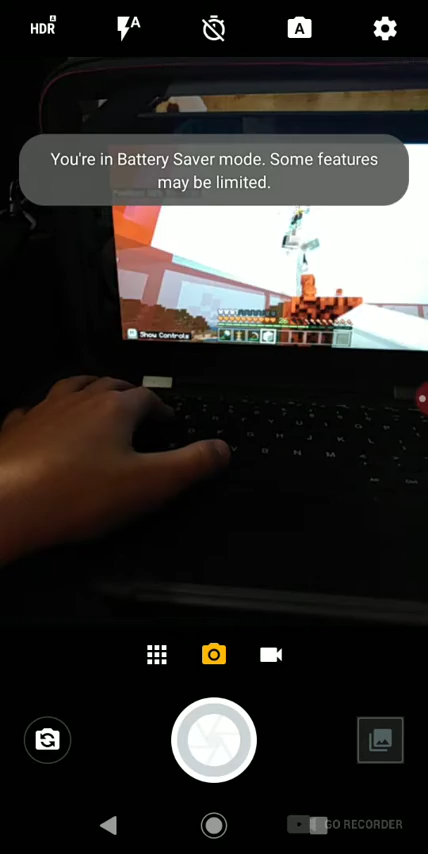 HDR A
A
A
You're in Battery Saver mode. Some features
may be limited.
Show Controls
GO RECORDER